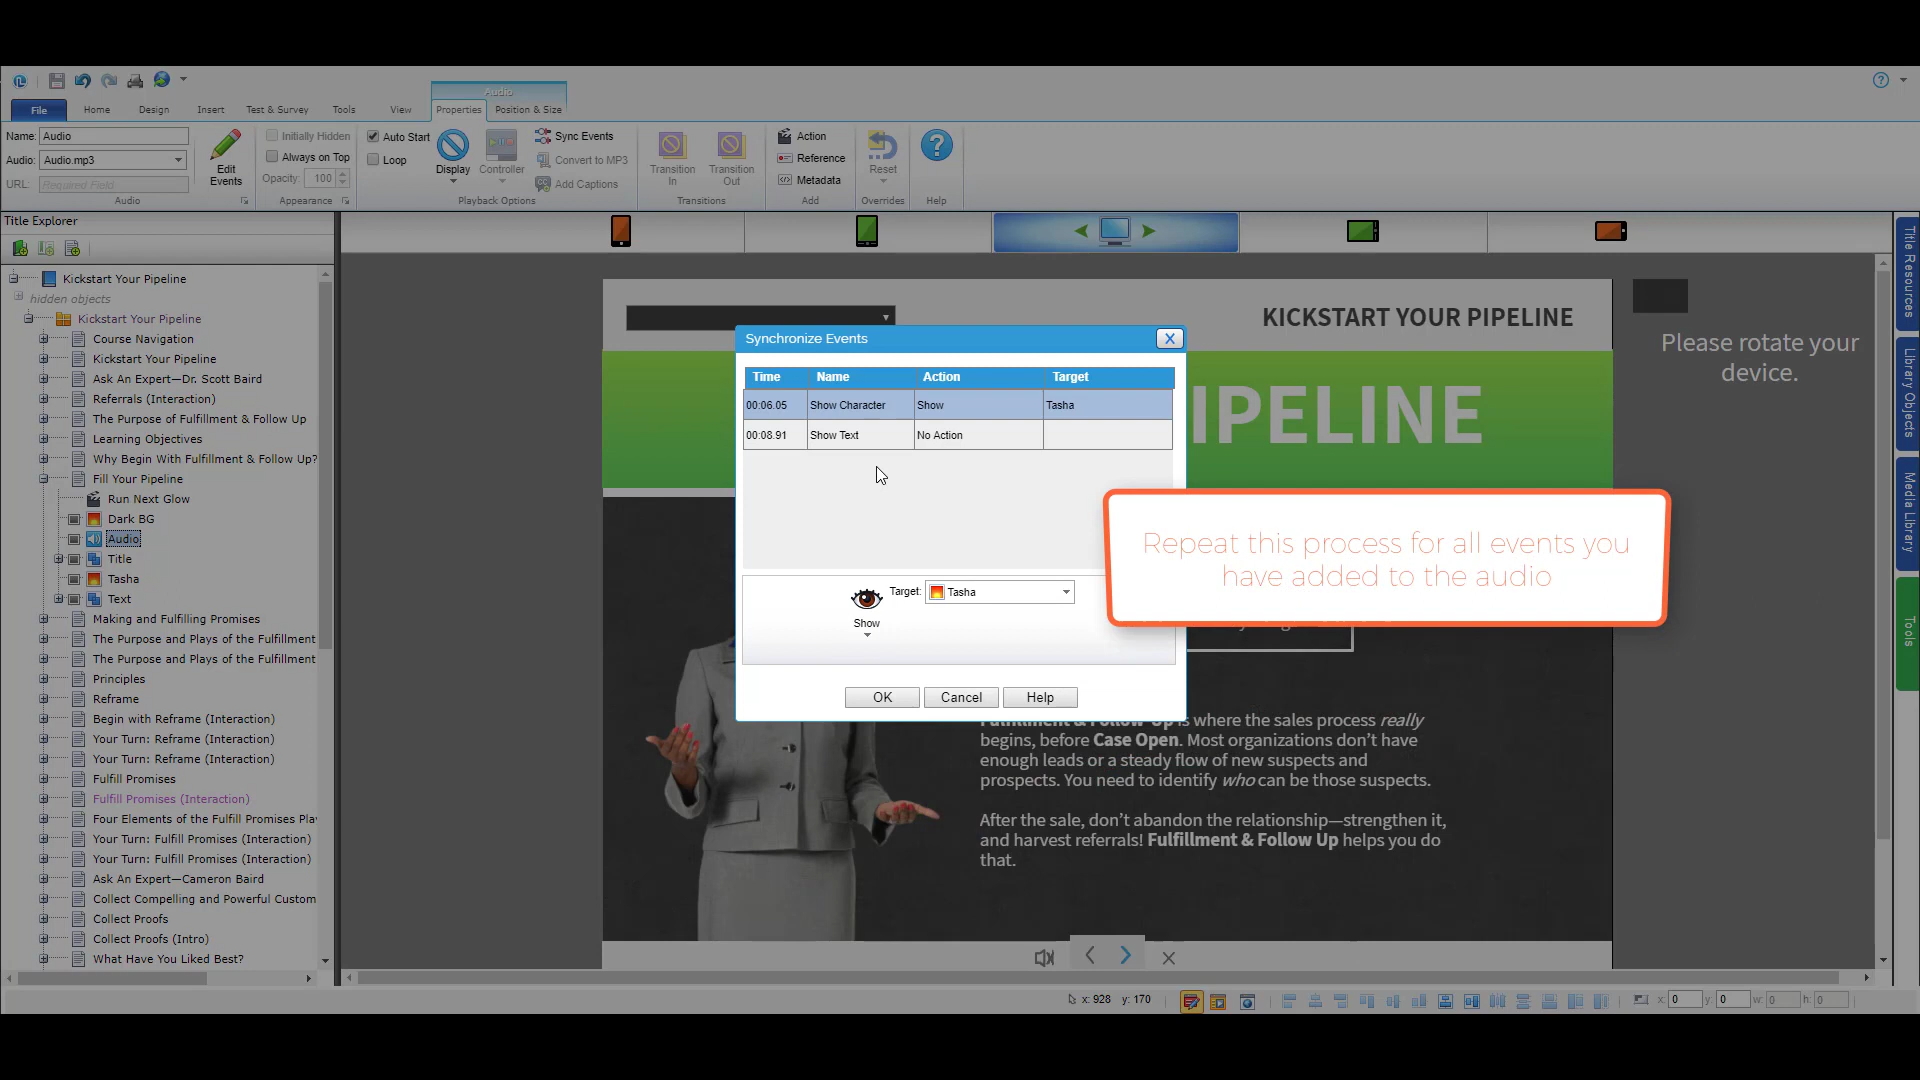 Audio
File
Home
Design
Insert
Test & Survey
Tools
View
Properties
Position & Size
Name:
Audio
Audio:
Audio.mp3
URL:
Required Field
Edit
Events
Audio
Initially Hidden
Always on Top
Opacity:
100
Appearance
Auto Start
Loop
Display
Controller
Sync Events
Convert to MP3
Add Captions
Playback Options
Transition
In
Transition
Out
Transitions
Action
Reference
Metadata
Add
Reset
Overrides
Help
Title Explorer
Kickstart Your Pipeline
hidden objects
Kickstart Your Pipeline
Course Navigation
Kickstart Your Pipeline
Ask An Expert—Dr. Scott Baird
Referrals (Interaction)
The Purpose of Fulfillment & Follow Up
Learning Objectives
Why Begin With Fulfillment & Follow Up?
Fill Your Pipeline
Run Next Glow
Dark BG
Audio
Title
Tasha
Text
Making and Fulfilling Promises
The Purpose and Plays of the Fulfillment
The Purpose and Plays of the Fulfillment
Principles
Reframe
Begin with Reframe (Interaction)
Your Turn: Reframe (Interaction)
Your Turn: Reframe (Interaction)
Fulfill Promises
Fulfill Promises (Interaction)
Four Elements of the Fulfill Promises Pla
Your Turn: Fulfill Promises (Interaction)
Your Turn: Fulfill Promises (Interaction)
Ask An Expert—Cameron Baird
Collect Compelling and Powerful Custom
Collect Proofs
Collect Proofs (Intro)
What Have You Liked Best?
KICKSTART YOUR PIPELINE
IPELINE
Please rotate your
device.
Synchronize Events
X
Time Name Action Target
00:06.05 Show Character Show Tasha
00:08.91 Show Text No Action
Show
Target:
Tasha
OK
Cancel
Help
Repeat this process for all events you
have added to the audio
Fulfillment & Follow Up is where the sales process really
begins, before Case Open. Most organizations don't have
enough leads or a steady flow of new suspects and
prospects. You need to identify who can be those suspects.
After the sale, don't abandon the relationship—strengthen it,
and harvest referrals! Fulfillment & Follow Up helps you do
that.
Title Resources
Library Objects
Media Library
Tools
x: 928 y: 170
x: 0 y: 0 w: 0 h: 0